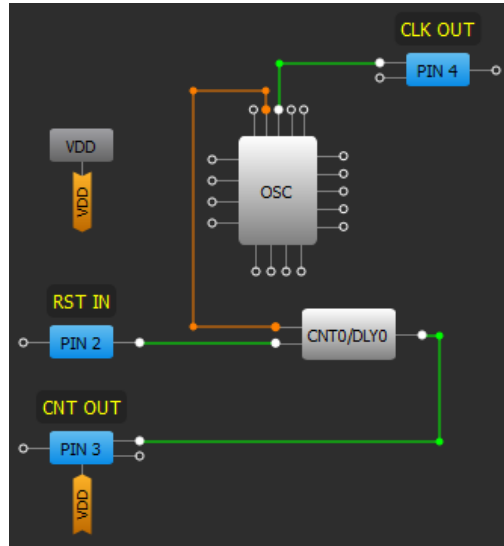 CLK OUT
PIN 4
VDD
VDD
OSC
RST IN
PIN 2
CNT0/DLY0
CNT OUT
PIN 3
VDD